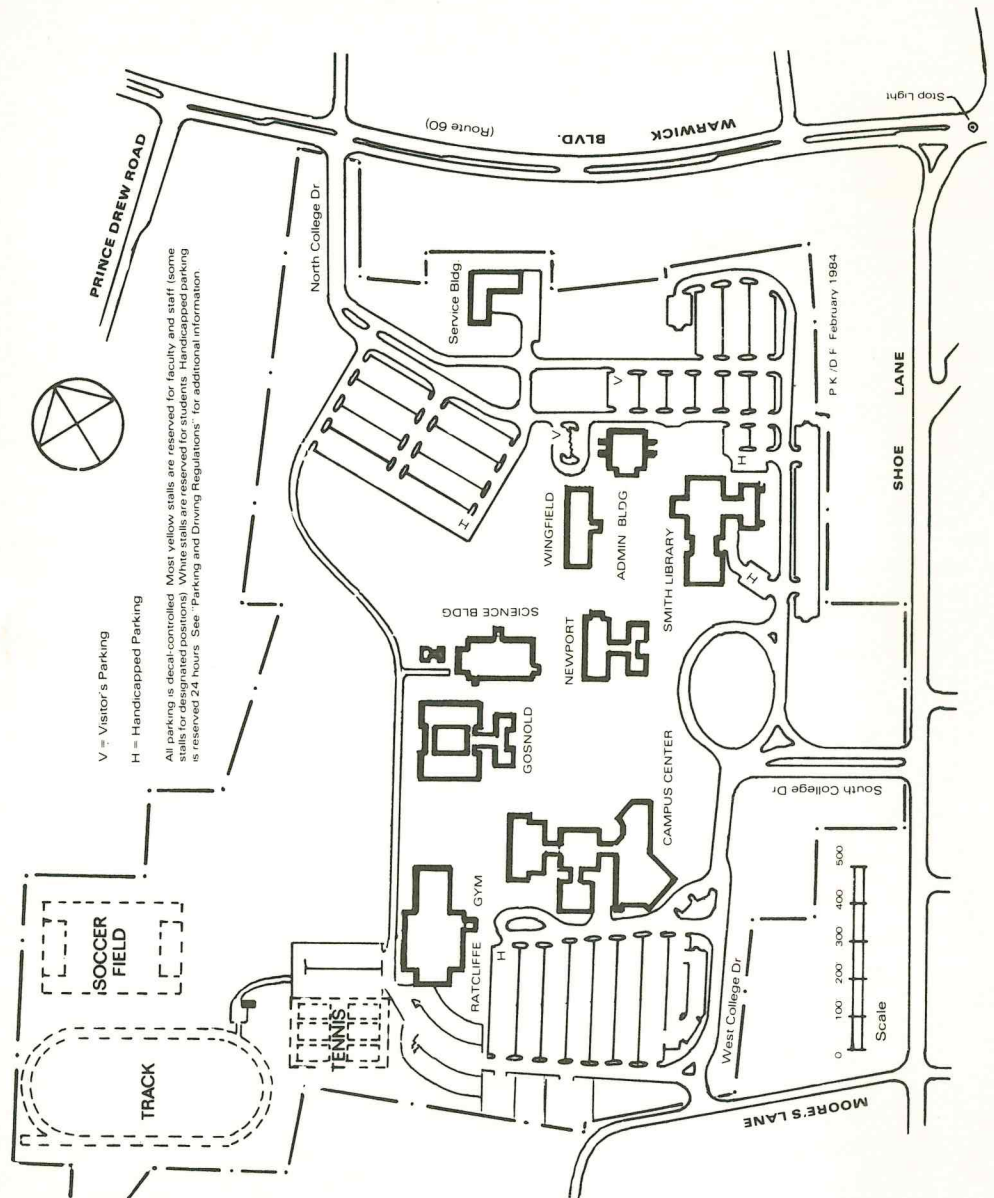 PRINCE DREW ROAD
WARWICK
BLVD.
(Route 60)
Stop Light
North College Dr
V = Visitor's Parking
H = Handicapped Parking
All parking is decal-controlled Most yellow stalls are reserved for faculty and staff (some
stalls for designated positions) White stalls are reserved for students Handicapped parking
is reserved 24 hours See "Parking and Driving Regulations" for additional information
Service Bldg.
V
V
H
H
H
H
WINGFIELD
ADMIN BLDG
SMITH LIBRARY
P K / D F February 1984
SHOE LANE
SCIENCE BLDG
NEWPORT
GOSNOLD
CAMPUS CENTER
South College Dr
RATCLIFFE GYM
SOCCER
FIELD
TRACK
TENNIS
West College Dr
MOORE'S LANE
0 100 200 300 400 500
Scale